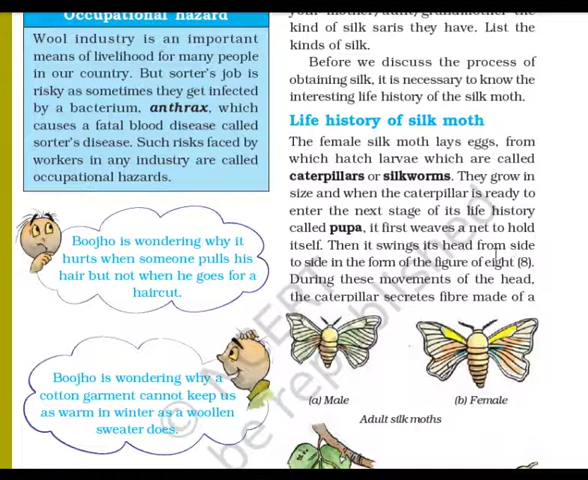 Occupational hazard
Wool industry is an important
means of livelihood for many people
in our country. But sorter's job is
risky as sometimes they get infected
by a bacterium, anthrax, which
causes a fatal blood disease called
sorter's disease. Such risks faced by
workers in any industry are called
occupational hazards.
Boojho is wondering why it
hurts when someone pulls his
hair but not when he goes for a
haircut.
Boojho is wondering why a
cotton garment cannot keep us
as warm in winter as a woollen
sweater does.
your mother/aunt/grandmother the
kind of silk saris they have. List the
kinds of silk.
Before we discuss the process of
obtaining silk, it is necessary to know the
interesting life history of the silk moth.
Life history of silk moth
The female silk moth lays eggs, from
which hatch larvae which are called
caterpillars or silkworms. They grow in
size and when the caterpillar is ready to
enter the next stage of its life history
called pupa, it first weaves a net to hold
itself. Then it swings its head from side
to side in the form of the figure of eight (8).
During these movements of the head,
the caterpillar secretes fibre made of a
(a) Male
(b) Female
Adult silk moths
© NCERT
be republished